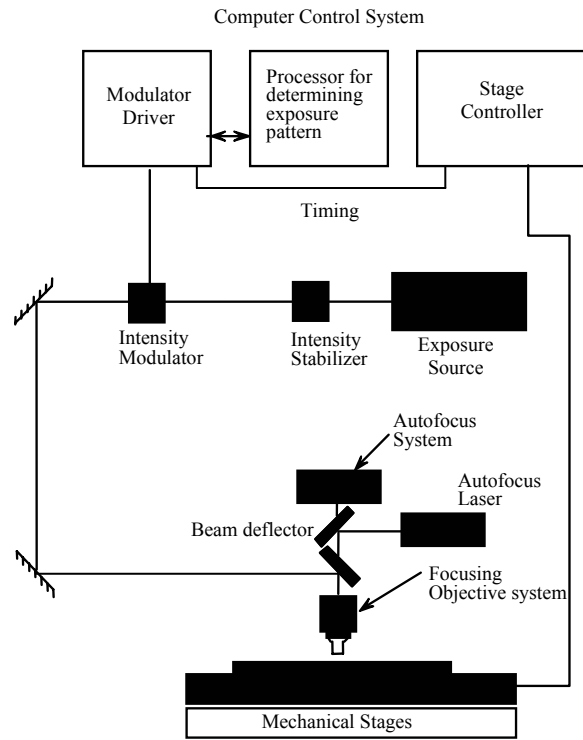 Computer Control System
Modulator
Driver
Processor for
determining
exposure
pattern
Stage
Controller
Timing
Intensity
Modulator
Intensity
Stabilizer
Exposure
Source
Autofocus
System
Autofocus
Laser
Beam deflector
Focusing
Objective system
Mechanical Stages